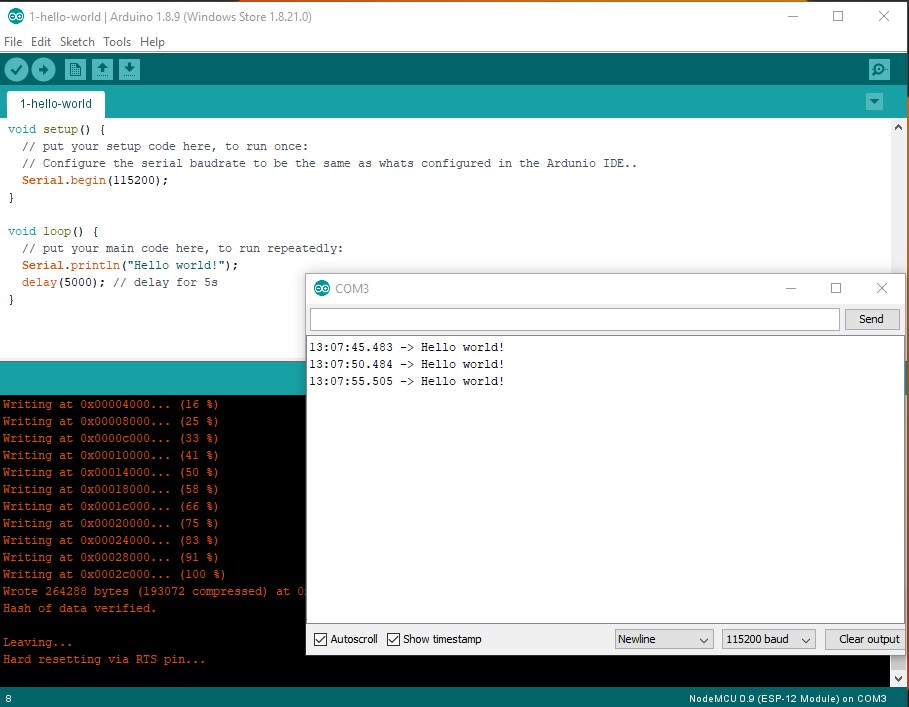 1-hello-world | Arduino 1.8.9 (Windows Store 1.8.21.0)
File Edit Sketch Tools Help
1-hello-world
void setup() {
// put your setup code here, to run once:
// Configure the serial baudrate to be the same as whats configured in the Ardunio IDE..
Serial.begin(115200);
}
void loop() {
// put your main code here, to run repeatedly:
Serial.println("Hello world!");
delay(5000); // delay for 5s
}
COM3
Send
13:07:45.483 -> Hello world!
13:07:50.484 -> Hello world!
13:07:55.505 -> Hello world!
Autoscroll Show timestamp Newline 115200 baud Clear output
Writing at 0x00004000... (16 %)
Writing at 0x00008000... (25 %)
Writing at 0x0000c000... (33 %)
Writing at 0x00010000... (41 %)
Writing at 0x00014000... (50 %)
Writing at 0x00018000... (58 %)
Writing at 0x0001c000... (66 %)
Writing at 0x00020000... (75 %)
Writing at 0x00024000... (83 %)
Writing at 0x00028000... (91 %)
Writing at 0x0002c000... (100 %)
Wrote 264288 bytes (193072 compressed) at
Hash of data verified.
Leaving...
Hard resetting via RTS pin...
8 NodeMCU 0.9 (ESP-12 Module) on COM3